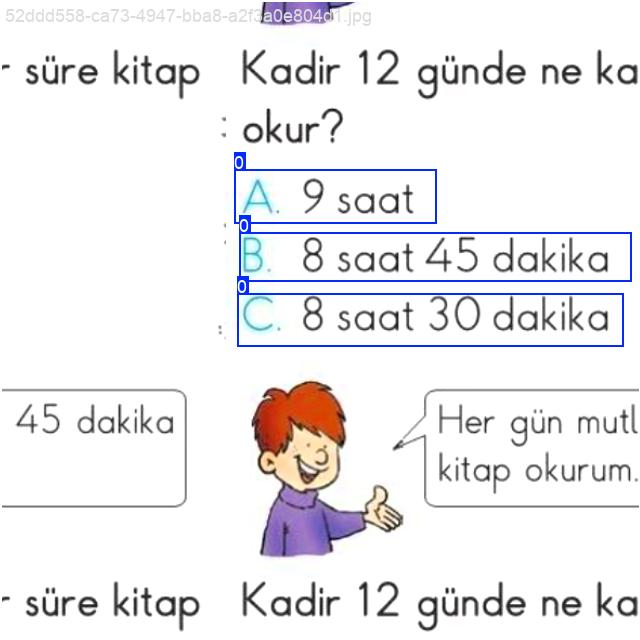 52ddd558-ca73-4947-bba8-a2f3a0e804d1.jpg
r süre kitap
Kadir 12 günde ne ka
okur?
0
A. 9 saat
0
B. 8 saat 45 dakika
0
C. 8 saat 30 dakika
45 dakika
Her gün mutl
kitap okurum.
r süre kitap
Kadir 12 günde ne ka